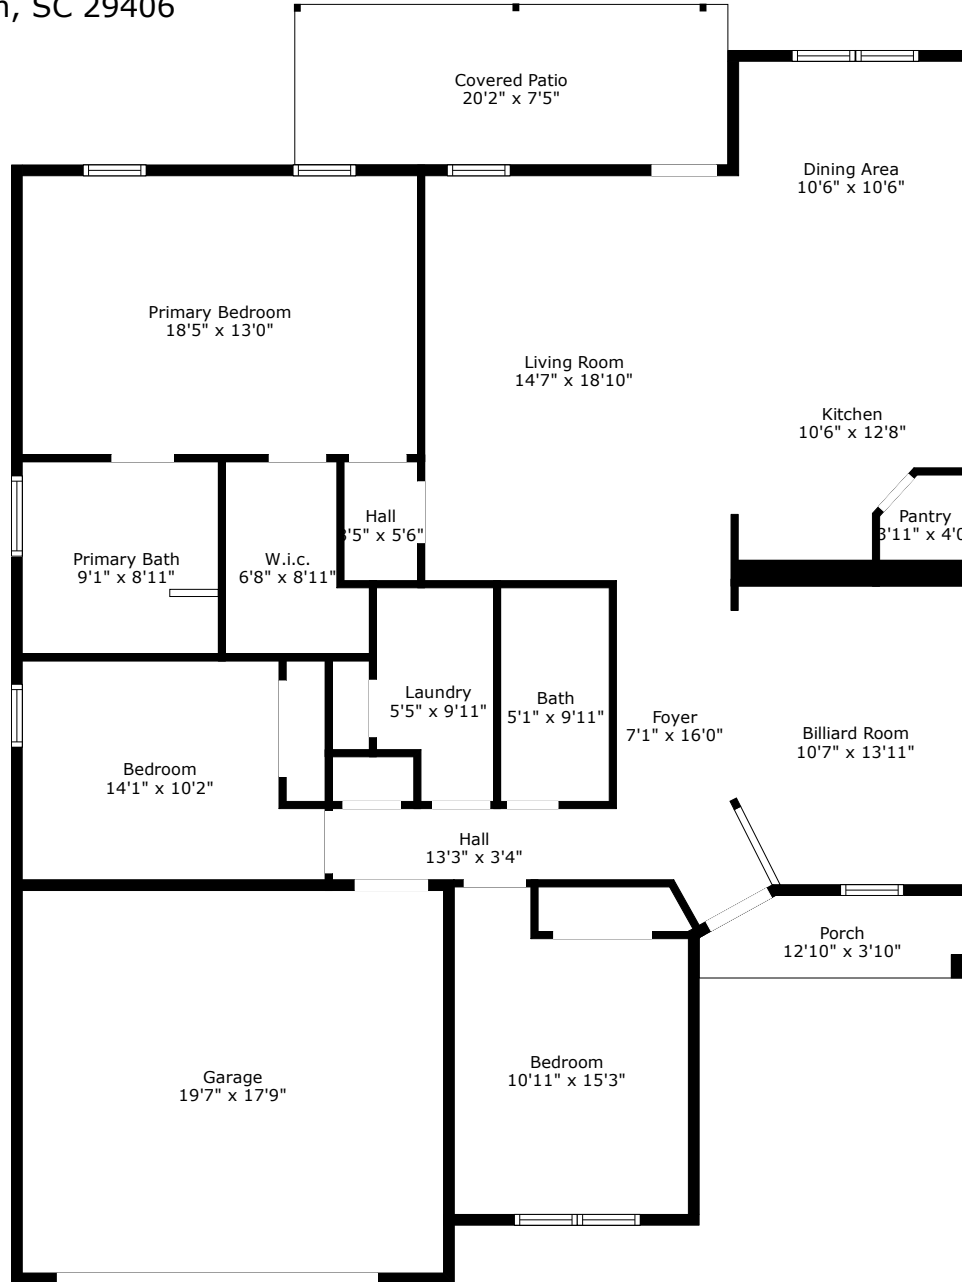 SC 29406
Covered Patio
20'2" x 7'5"
Dining Area
10'6" x 10'6"
Primary Bedroom
18'5" x 13'0"
Living Room
14'7" x 18'10"
Kitchen
10'6" x 12'8"
Hall
5'6"
Pantry
3'11" x
Primary Bath
9'1" x 8'11"
W.i.c.
6'8" x 8'11"
Laundry
5'5" x 9'11"
Bath
5'1" x 9'11"
Foyer
7'1" x 16'0"
Billiard Room
10'7" x 13'11"
Bedroom
14'1" x 10'2"
Hall
13'3" x 3'4"
Porch
12'10" x 3'10"
Bedroom
10'11" x 15'3"
Garage
19'7" x 17'9"